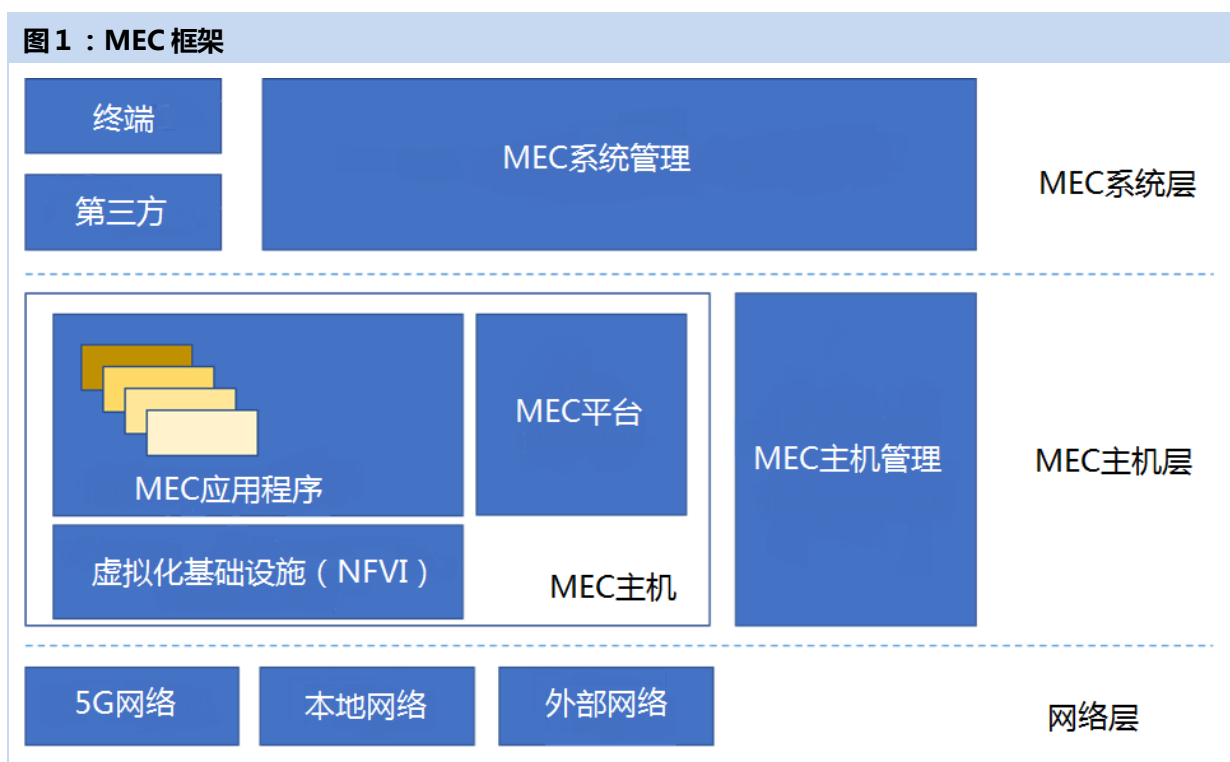 图1：MEC框架
终端
第三方
MEC系统管理
MEC系统层
MEC应用程序
MEC平台
虚拟化基础设施（NFVI）
MEC主机
MEC主机管理
MEC主机层
5G网络
本地网络
外部网络
网络层